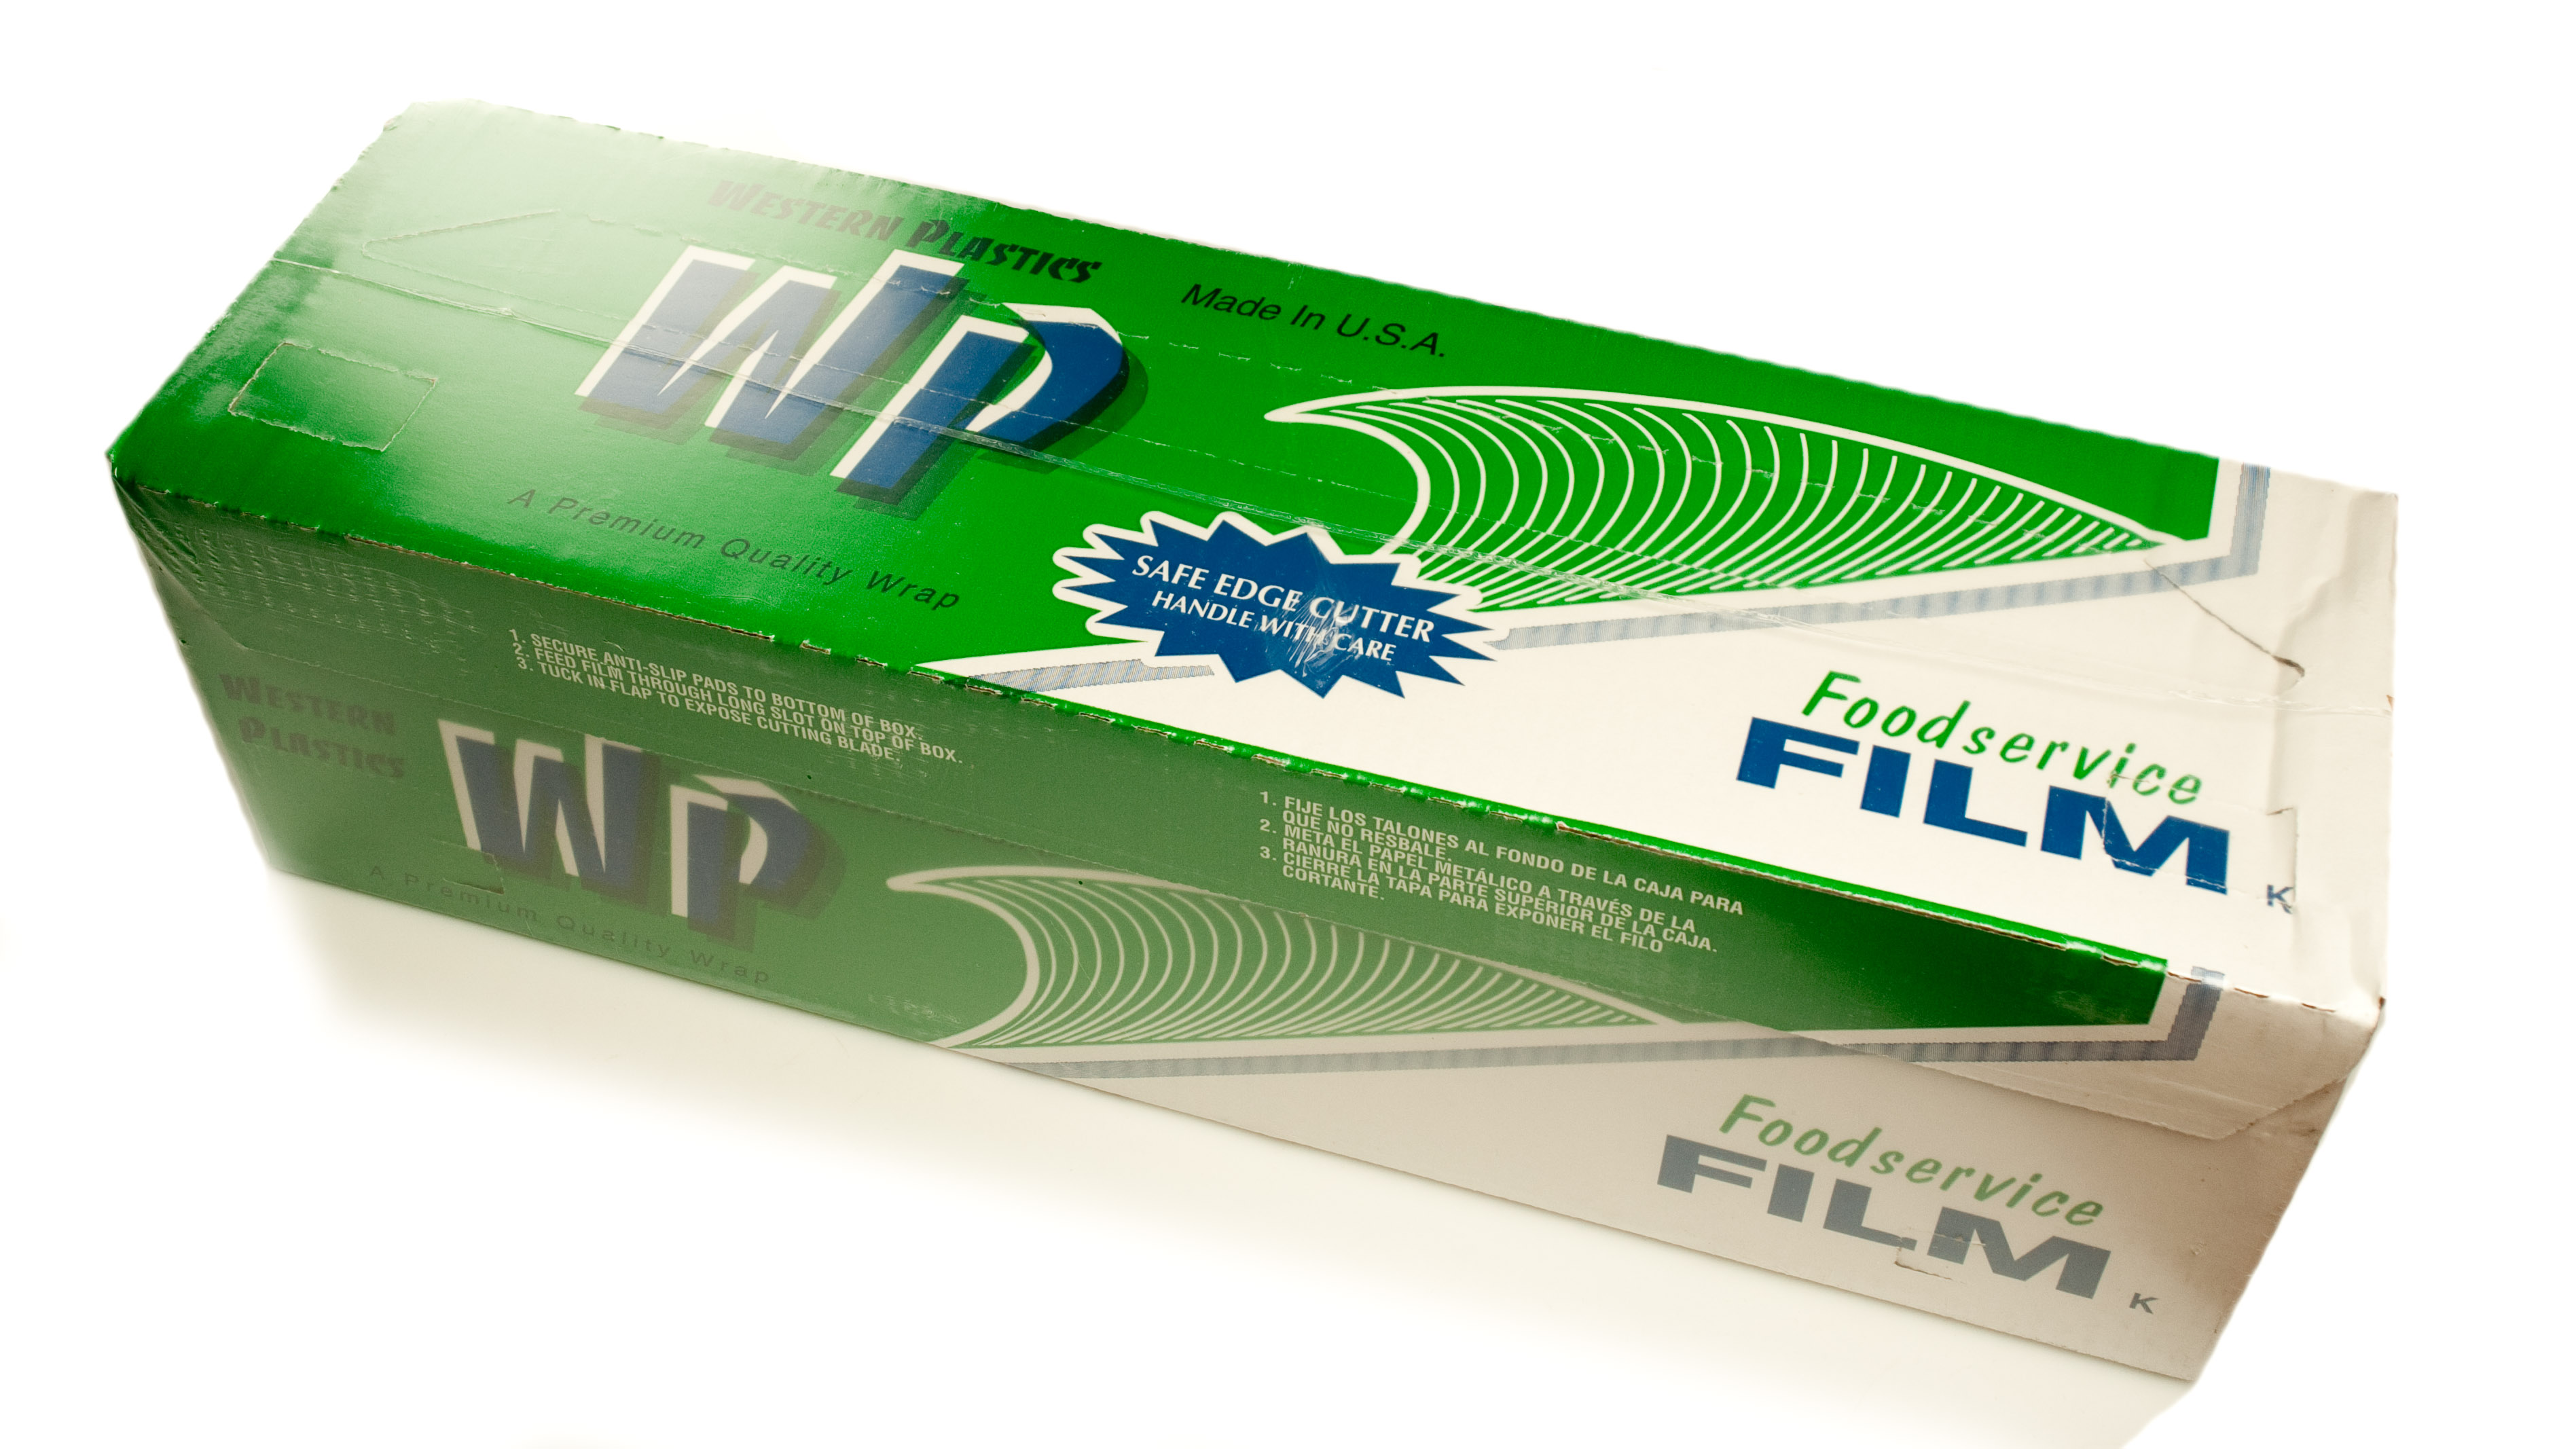 WESTERN PLASTICS
WP
Made In U.S.A.
A Premium Quality Wrap
SAFE EDGE CUTTER
HANDLE WITH CARE
Foodservice
FILM
K
1. SECURE ANTI-SLIP PADS TO BOTTOM OF BOX.
2. FEED FILM THROUGH LONG SLOT ON TOP OF BOX.
3. TUCK IN FLAP TO EXPOSE CUTTING BLADE.
WESTERN
PLASTICS
WP
A Premium Quality Wrap
1. FIJE LOS TALONES AL FONDO DE LA CAJA PARA
QUE NO RESBALE.
2. META EL PAPEL METÁLICO A TRAVÉS DE LA
RANURA EN LA PARTE SUPERIOR DE LA CAJA.
3. CIERRE LA TAPA PARA EXPONER EL FILO
CORTANTE.
Foodservice
FILM
K